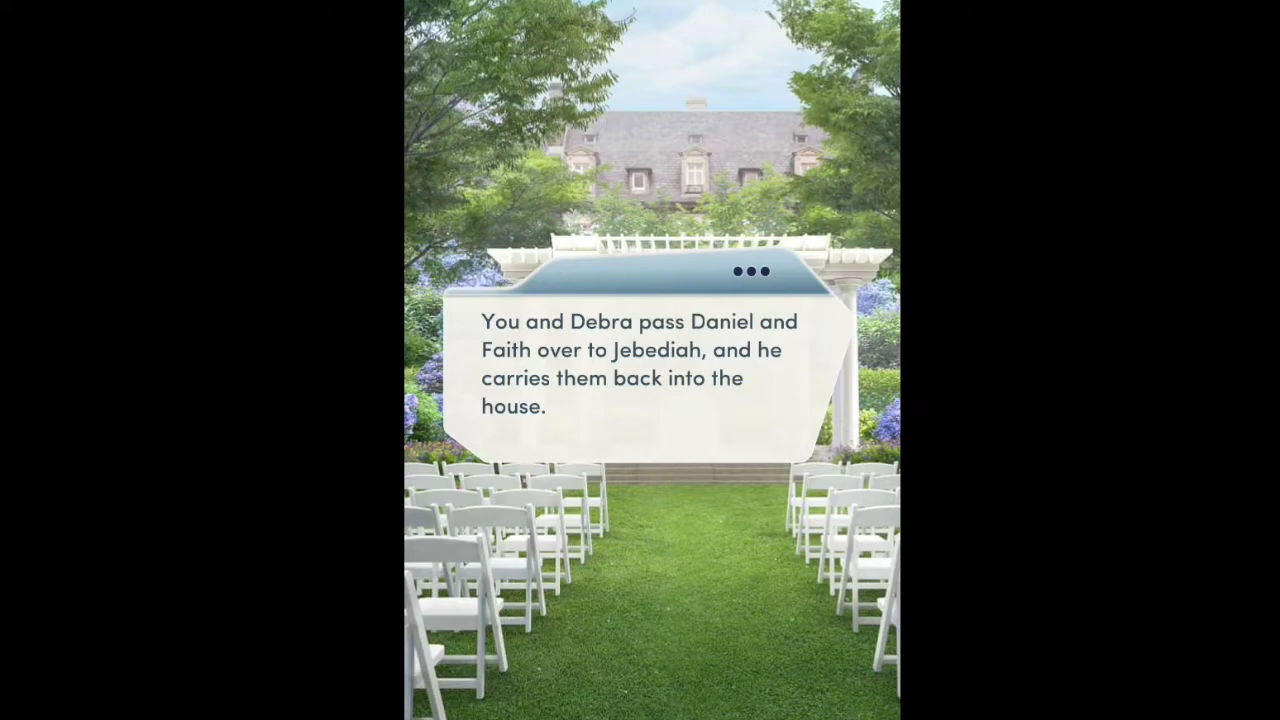 You and Debra pass Daniel and
Faith over to Jebediah, and he
carries them back into the
house.